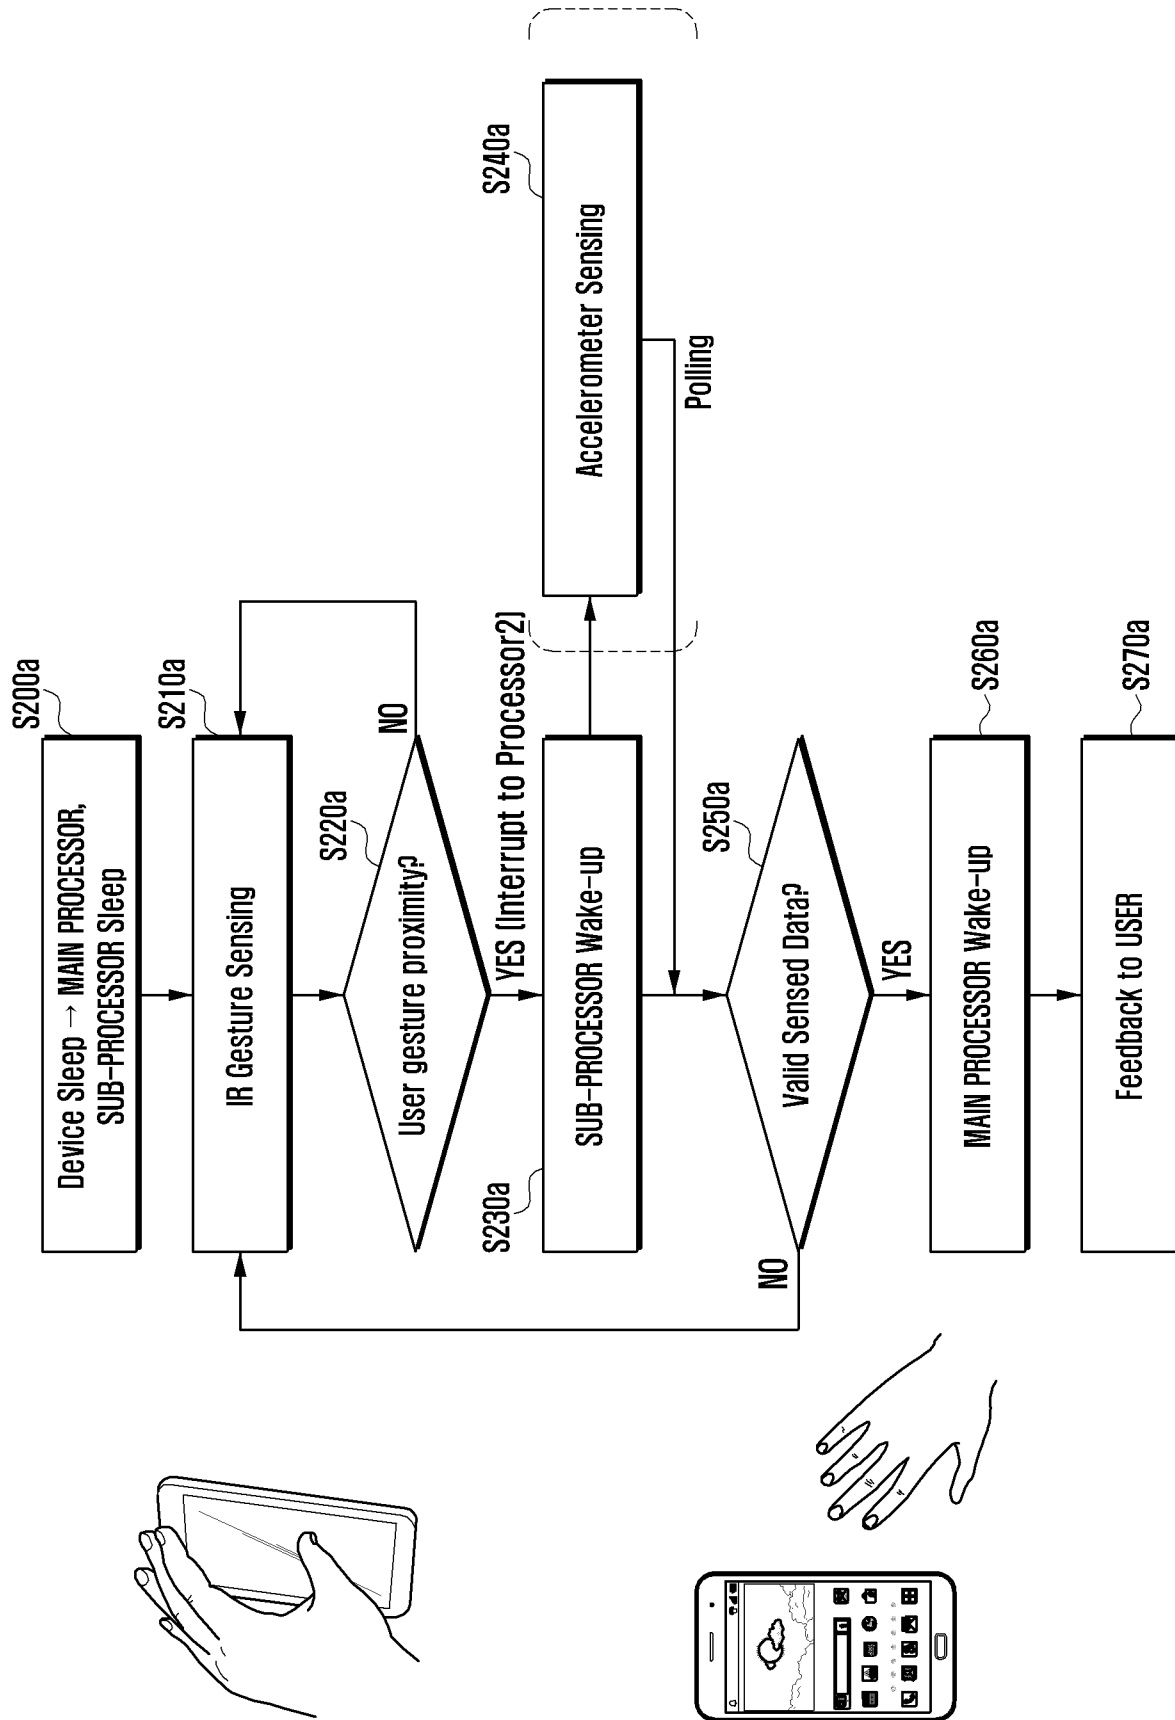 S200a
Device Sleep → MAIN PROCESSOR,
SUB-PROCESSOR Sleep
S210a
IR Gesture Sensing
S220a
User gesture proximity?
NO
YES (Interrupt to Processor2)
S230a
SUB-PROCESSOR Wake-up
S240a
Accelerometer Sensing
Polling
S250a
Valid Sensed Data?
NO
YES
S260a
MAIN PROCESSOR Wake-up
S270a
Feedback to USER